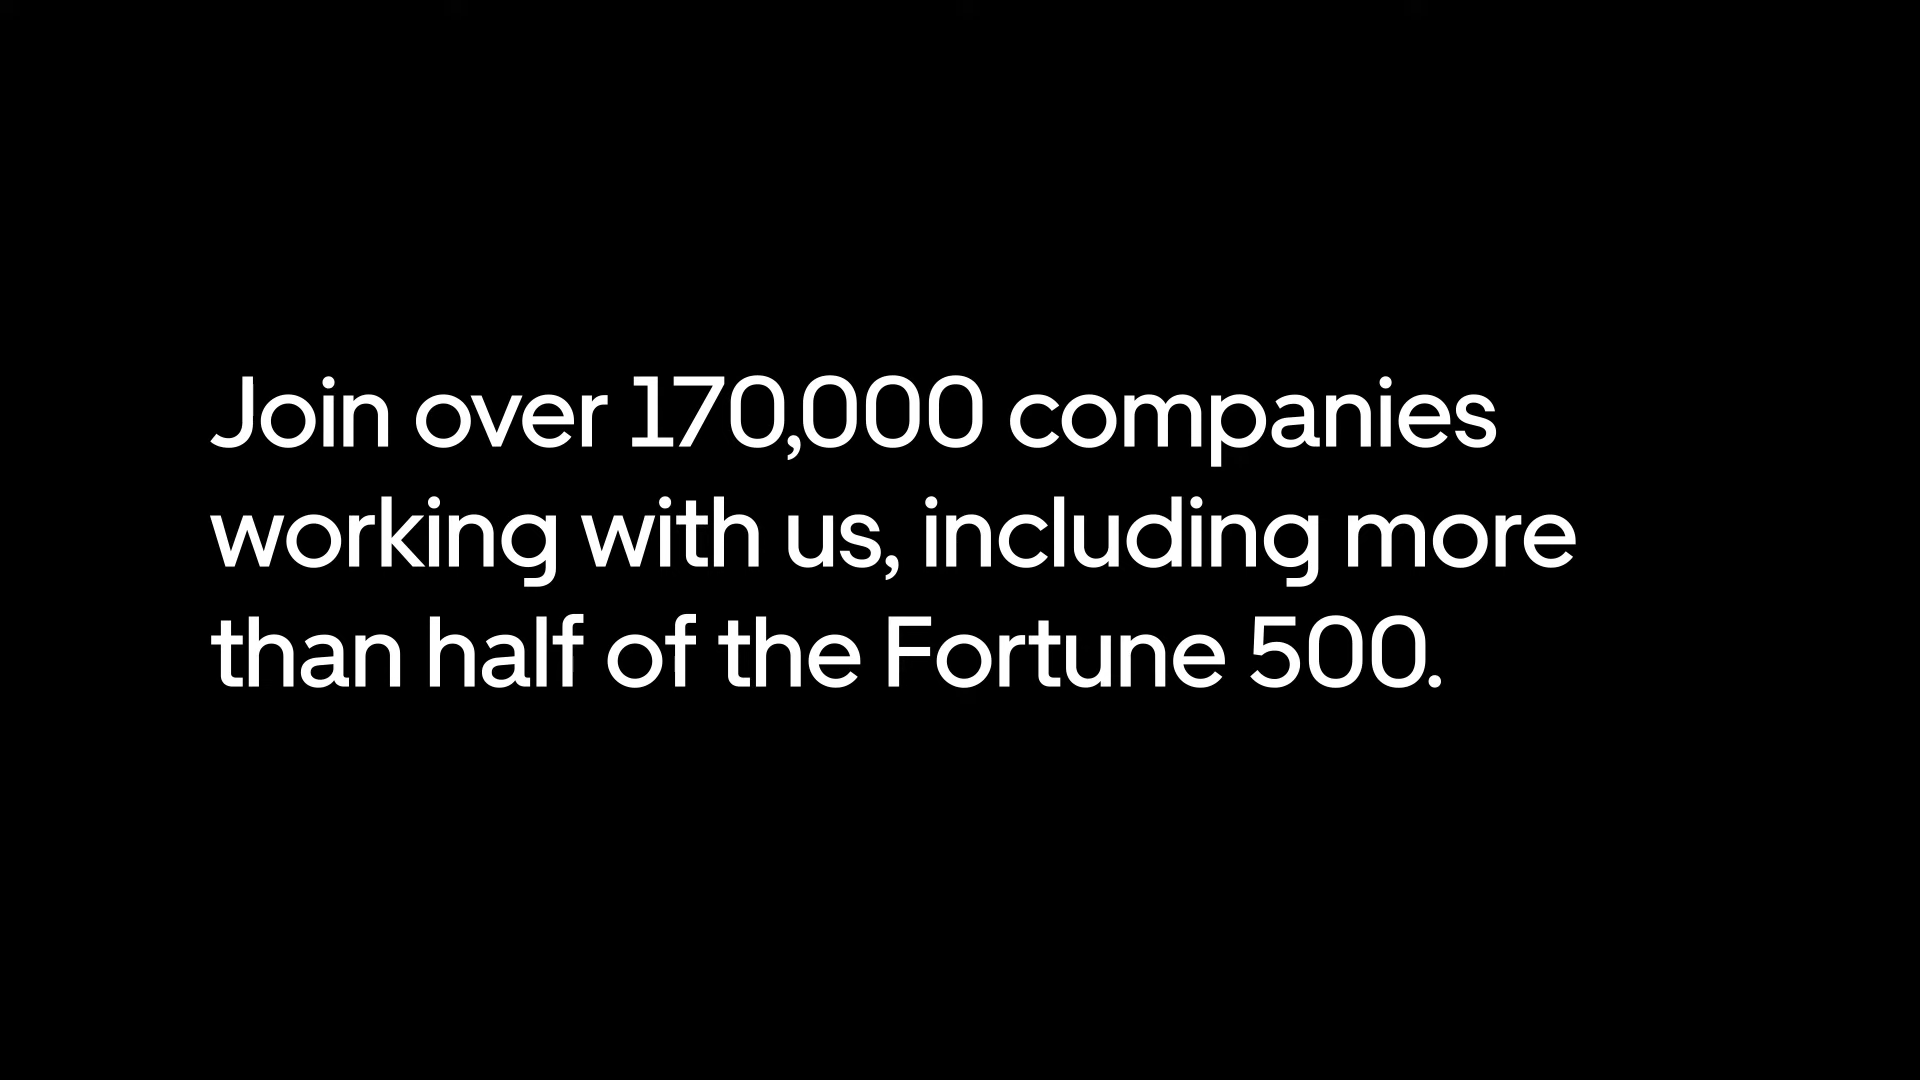 Join over 170,000 companies
working with us, including more
than half of the Fortune 500.